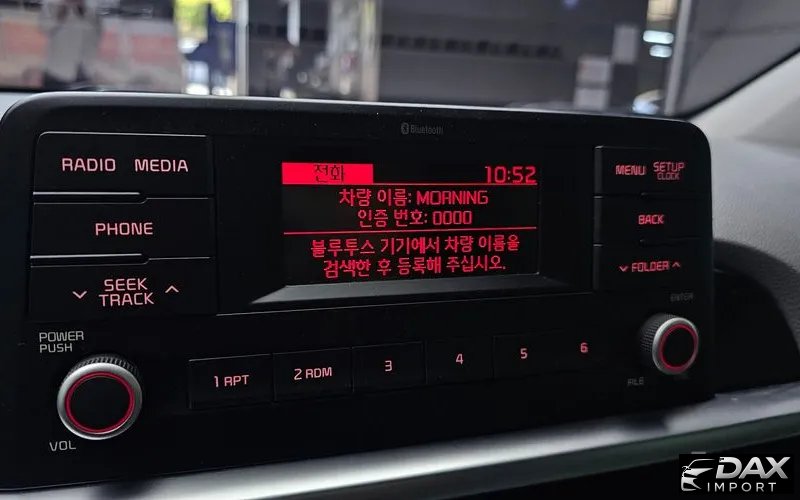 Bluetooth
RADIO MEDIA
PHONE
SEEK
TRACK
POWER
PUSH
VOL
전화 10:52
차량 이름: MORNING
인증 번호: 0000
블루투스 기기에서 차량 이름을
검색한 후 등록해 주십시오.
MENU SETUP
CLOCK
BACK
FOLDER
ENTER
FILE
1 RPT
2 RDM
3
4
5
6
DAX
IMPORT